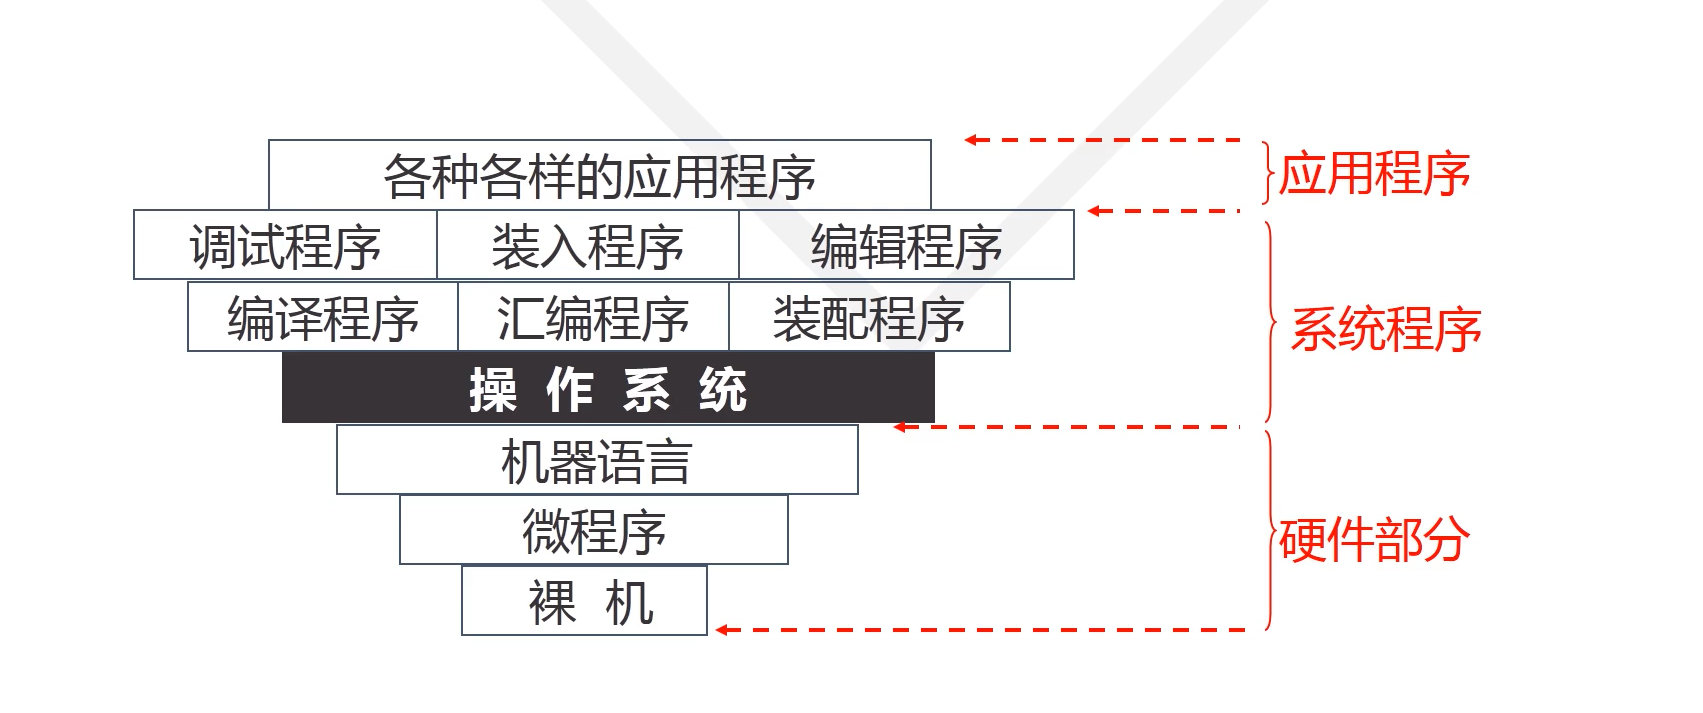 各种各样的应用程序
应用程序
调试程序 装入程序 编辑程序
编译程序 汇编程序 装配程序
系统程序
操 作 系 统
机器语言
微程序
硬件部分
裸 机